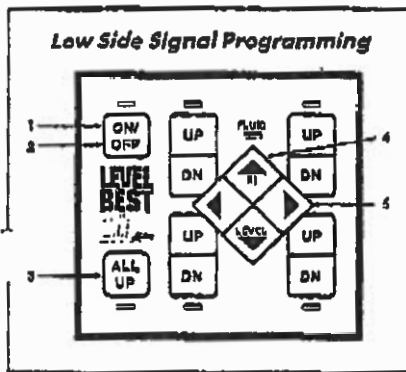 Low Side Signal Programming
1
2
ON/
OFF
UP
DN
FLUID
UP
DN
4
LEVEL
BEST
5
LEVEL
UP
DN
UP
DN
3
ALL
UP